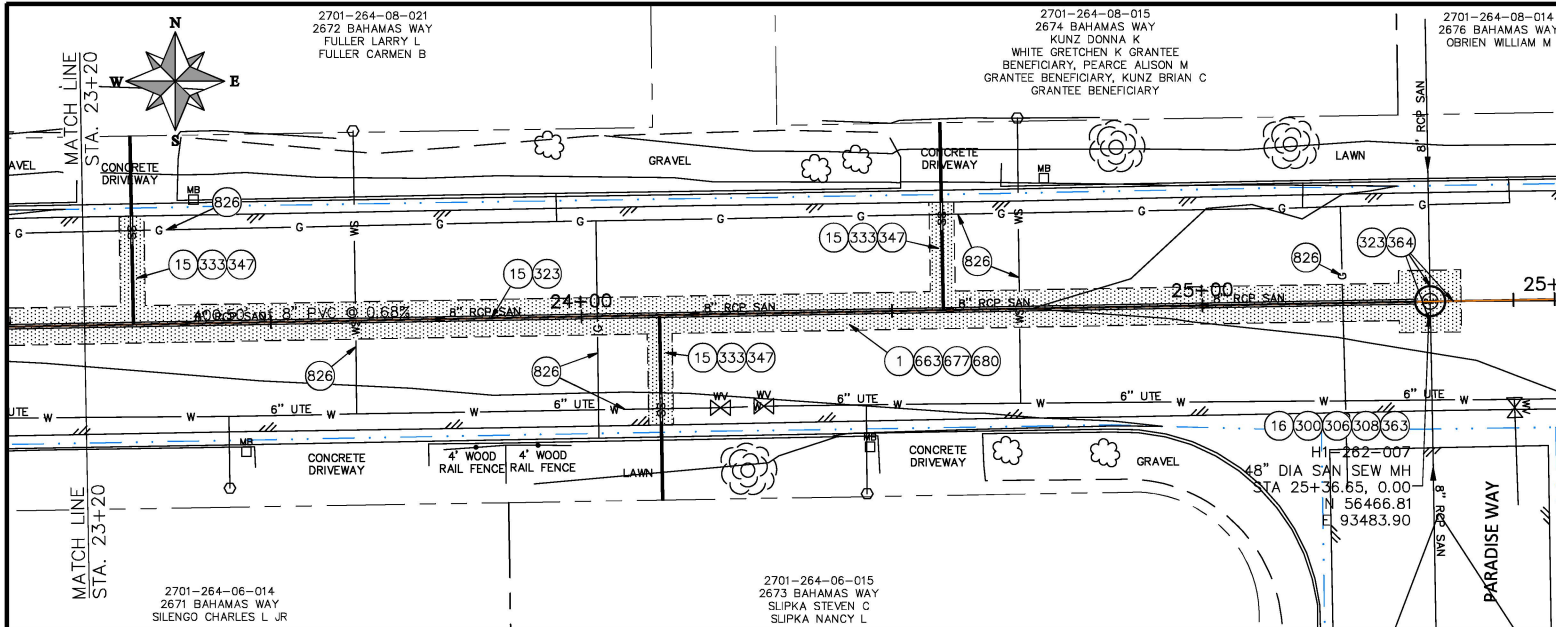 2701-264-08-021
2672 BAHAMAS WAY
FULLER LARRY L
FULLER CARMEN B
2701-264-08-015
2674 BAHAMAS WAY
KUNZ DONNA K
WHITE GRETCHEN K GRANTEE
BENEFICIARY, PEARCE ALISON M
GRANTEE BENEFICIARY, KUNZ BRIAN C
GRANTEE BENEFICIARY
2701-264-08-014
2676 BAHAMAS WAY
OBRIEN WILLIAM M
N
W E
S
MATCH LINE
STA. 23+20
8" RCP SAN
AVEL
CONCRETE
DRIVEWAY
MB
GRAVEL
CONCRETE
DRIVEWAY
MB
LAWN
826
G G G G G G G G G
SS
WS
SS
WS
15 333 347
15 333 347
826
826
G
323 364
15 323
24+00
25+00
25+
8" PVC @ 0.68%
8" RCP SAN
8" RCP SAN
8" RCP SAN
8" RCP SAN
WS
G
WS
826
826
15 333 347
1 663 677 680
UTE W W 6" UTE W W 6" UTE W
SS
WV
WV
W
6" UTE W W W 6" UTE W
WV
MB
CONCRETE
DRIVEWAY
4' WOOD
RAIL FENCE
4' WOOD
RAIL FENCE
LAWN
MB
CONCRETE
DRIVEWAY
GRAVEL
16 300 306 308 363
H1-262-007
48" DIA SAN SEW MH
STA 25+36.65, 0.00
N 56466.81
E 93483.90
8" RCP SAN
PARADISE WAY
MATCH LINE
STA. 23+20
2701-264-06-014
2671 BAHAMAS WAY
SILENGO CHARLES L JR
2701-264-06-015
2673 BAHAMAS WAY
SLIPKA STEVEN C
SLIPKA NANCY L